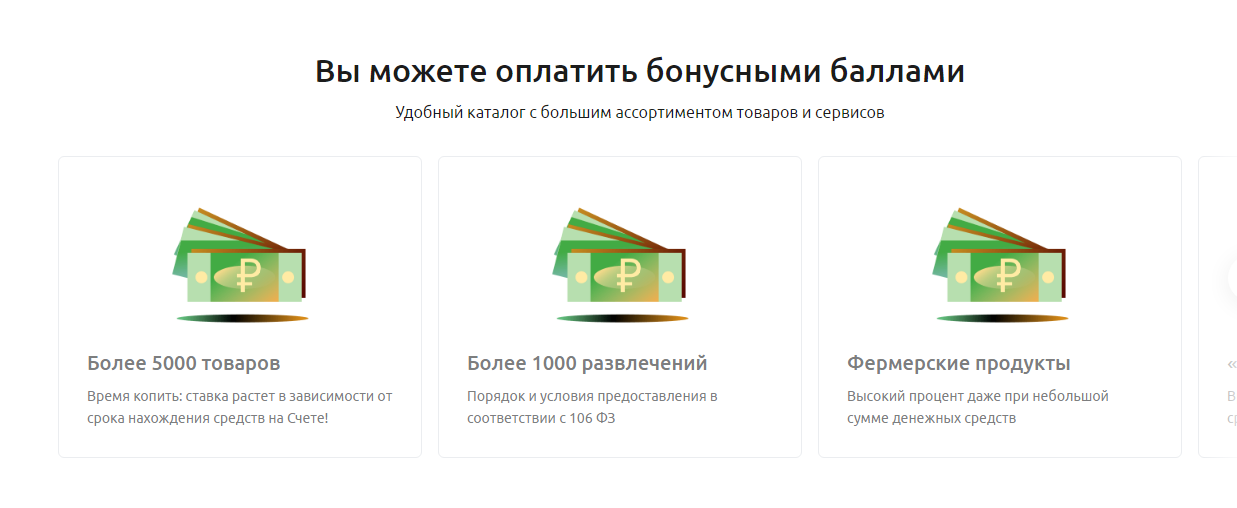 Вы можете оплатить бонусными баллами
Удобный каталог с большим ассортиментом товаров и сервисов
Более 5000 товаров
Время копить: ставка растет в зависимости от
срока нахождения средств на Счете!
Более 1000 развлечений
Порядок и условия предоставления в
соответствии с 106 ФЗ
Фермерские продукты
Высокий процент даже при небольшой
сумме денежных средств